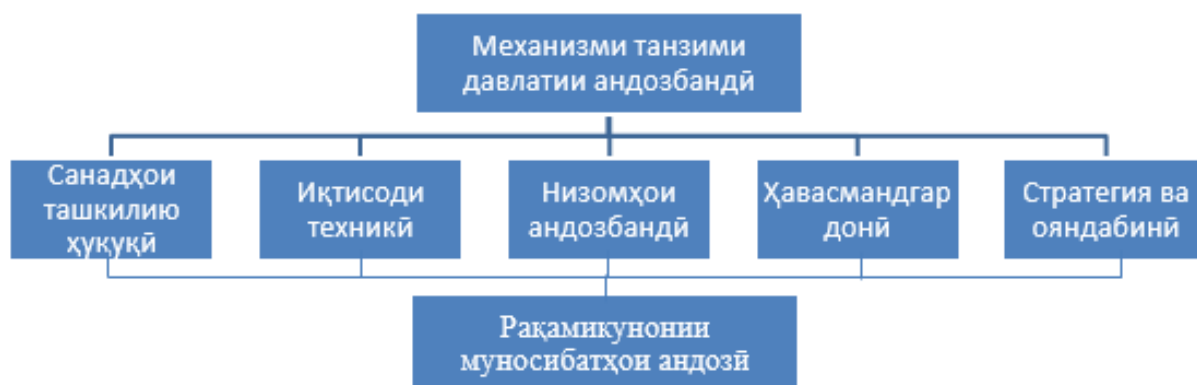 Механизми танзими
давлатии андозбандӣ
Санадҳои
ташкилию
ҳуқуқӣ
Иқтисоди
техникӣ
Низомҳои
андозбандӣ
Ҳавасмандгар
донӣ
Стратегия ва
ояндабинӣ
Рақамикунонии
муносибатҳои андозӣ